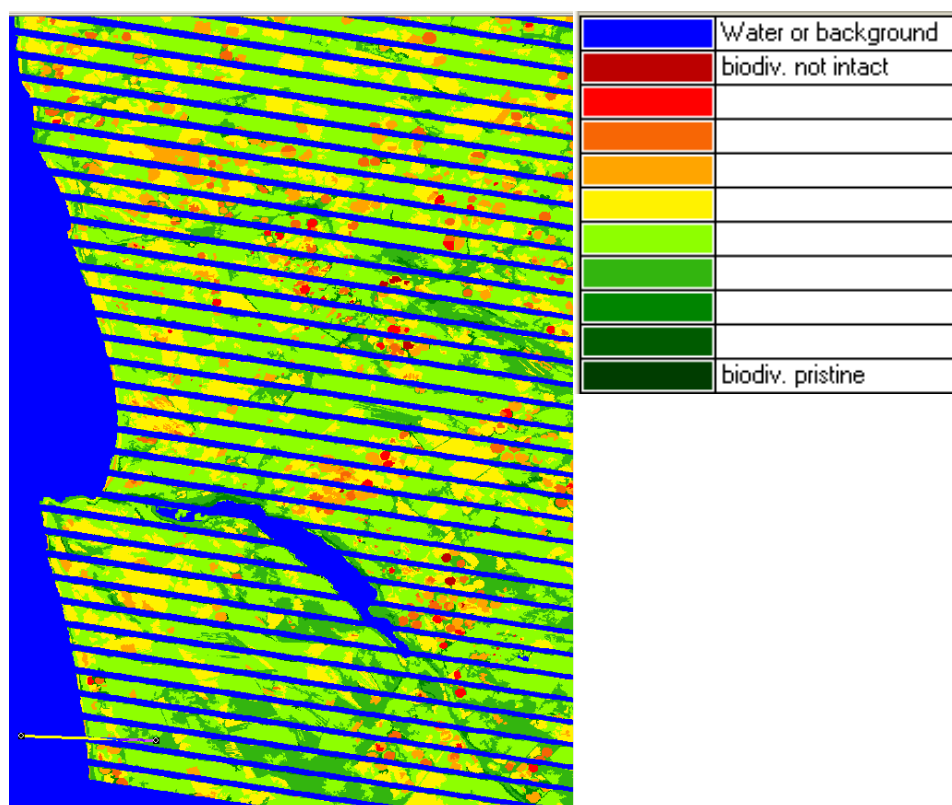 Water or background
biodiv. not intact
biodiv. pristine